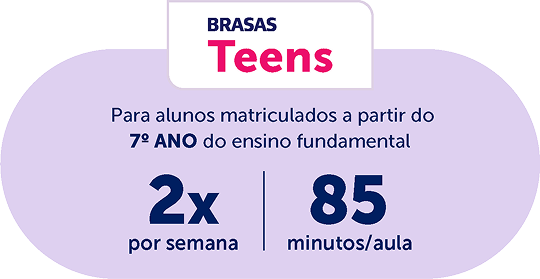 BRASAS
Teens
Para alunos matriculados a partir do
7º ANO do ensino fundamental
2x
por semana
85
minutos/aula